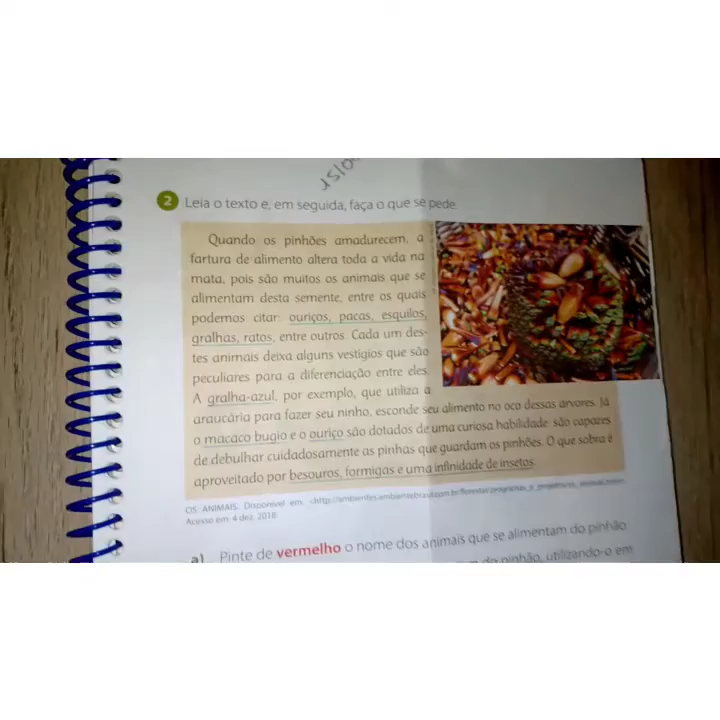 2 Leia o texto e, em seguida, faça o que se pede.
Quando os pinhões amadurecem, a
fartura de alimento altera toda a vida na
mata, pois são muitos os animais que se
alimentam desta semente, entre os quais
podemos citar: ouriços, pacas, esquilos,
gralhas, ratos, entre outros. Cada um des-
tes animais deixa alguns vestígios que são
peculiares para a diferenciação entre eles.
A gralha-azul, por exemplo, que utiliza a
araucária para fazer seu ninho, esconde seu alimento no oco dessas árvores. Já
o macaco bugio e o ouriço são dotados de uma curiosa habilidade: são capazes
de debulhar cuidadosamente as pinhas que guardam os pinhões. O que sobra é
aproveitado por besouros, formigas e uma infinidade de insetos.
OS ANIMAIS. Disponível em:
Acesso em: 4 dez. 2018.
a) Pinte de vermelho o nome dos animais que se alimentam do pinhão
do pinhão, utilizando-o em